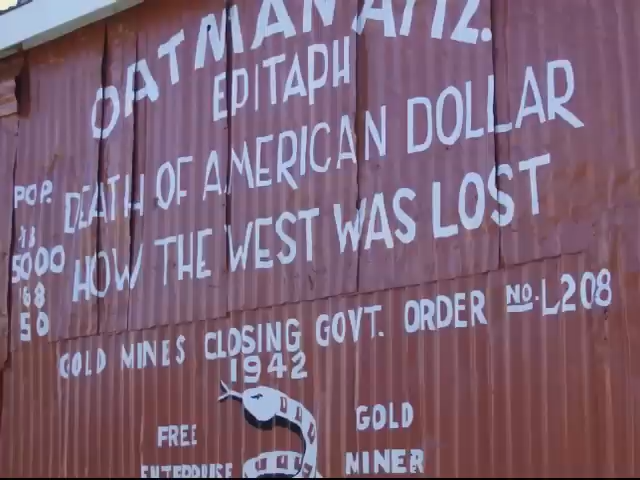 OATMAN ARIZ.
EPITAPH
DEATH OF AMERICAN DOLLAR
HOW THE WEST WAS LOST
POP.
5000
'68
50
GOLD MINES CLOSING GOVT. ORDER NO. L208
1942
FREE
ENTERPRISE
GOLD
MINER